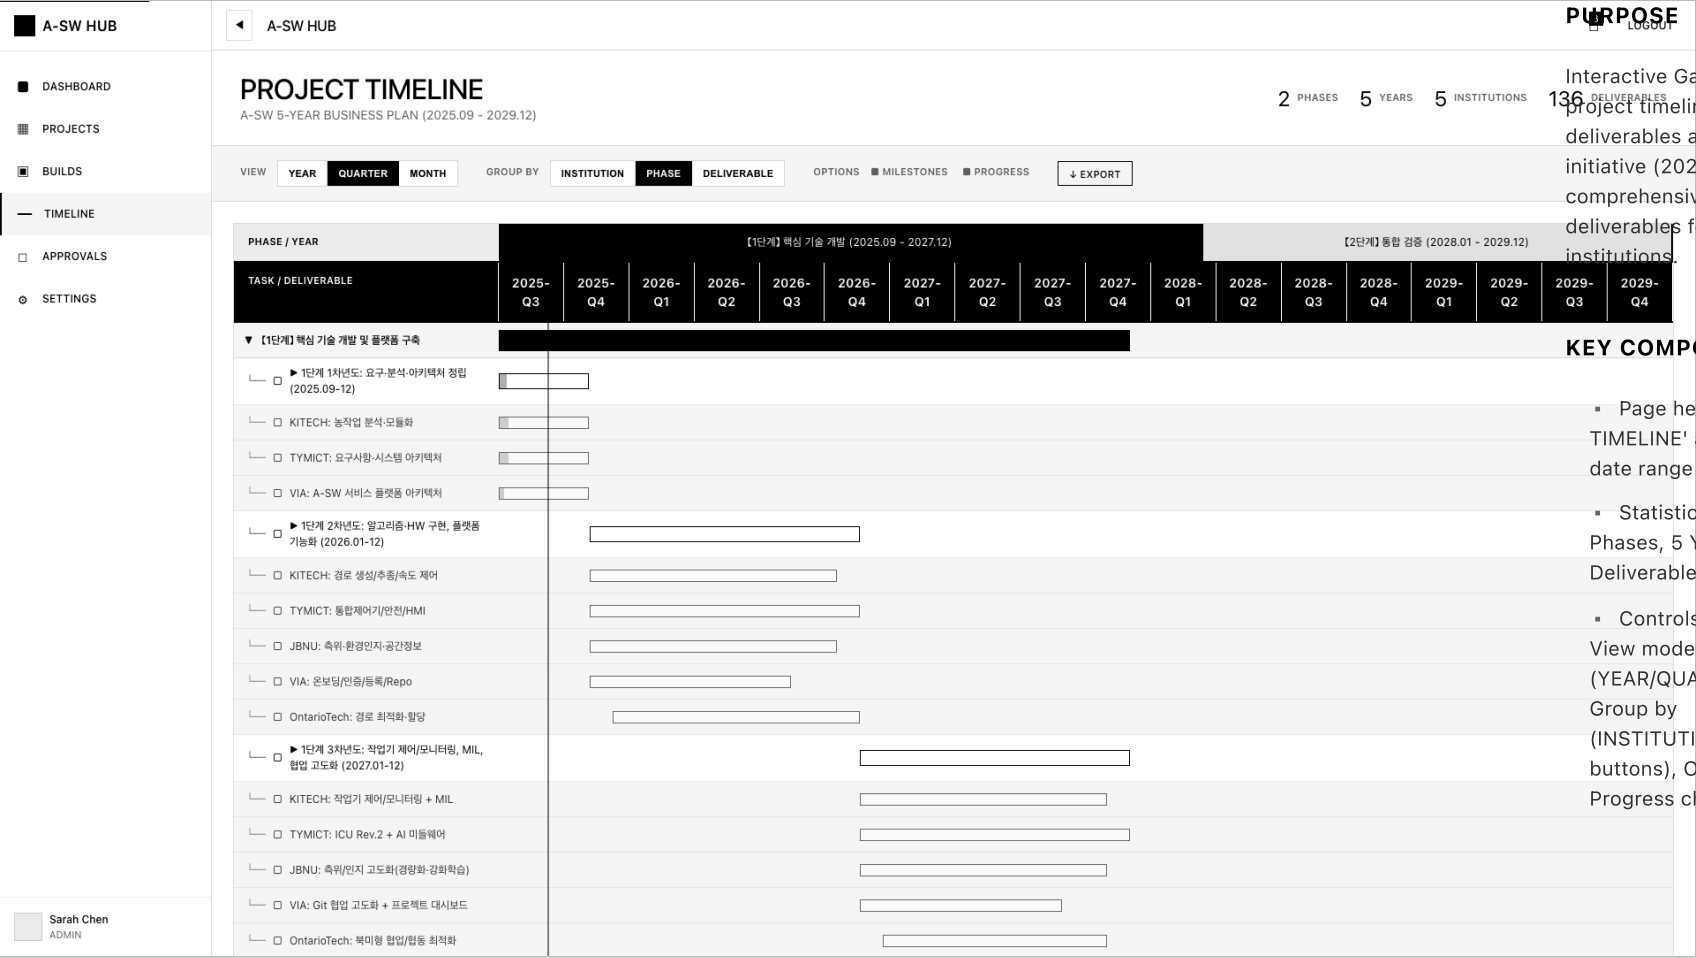 A-SW HUB
DASHBOARD
PROJECTS
BUILDS
TIMELINE
APPROVALS
SETTINGS
Sarah Chen
ADMIN
A-SW HUB
LOGOUT
PROJECT TIMELINE
A-SW 5-YEAR BUSINESS PLAN (2025.09 - 2029.12)
2 PHASES 5 YEARS 5 INSTITUTIONS 136 DELIVERABLES
VIEW YEAR QUARTER MONTH GROUP BY INSTITUTION PHASE DELIVERABLE OPTIONS MILESTONES PROGRESS ↓ EXPORT
PHASE / YEAR
【1단계】 핵심 기술 개발 (2025.09 - 2027.12)
【2단계】 통합 검증 (2028.01 - 2029.12)
TASK / DELIVERABLE
2025-Q3 2025-Q4 2026-Q1 2026-Q2 2026-Q3 2026-Q4 2027-Q1 2027-Q2 2027-Q3 2027-Q4 2028-Q1 2028-Q2 2028-Q3 2028-Q4 2029-Q1 2029-Q2 2029-Q3 2029-Q4
▼ 【1단계】 핵심 기술 개발 및 플랫폼 구축
▶ 1단계 1차년도: 요구·분석·아키텍처 정립
(2025.09-12)
KITECH: 농작업 분석·모듈화
TYMICT: 요구사항·시스템 아키텍처
VIA: A-SW 서비스 플랫폼 아키텍처
▶ 1단계 2차년도: 알고리즘·HW 구현, 플랫폼
기능화 (2026.01-12)
KITECH: 경로 생성/추종/속도 제어
TYMICT: 통합제어기/안전/HMI
JBNU: 측위·환경인지·공간정보
VIA: 온보딩/인증/등록/Repo
OntarioTech: 경로 최적화·할당
▶ 1단계 3차년도: 작업기 제어/모니터링, MIL,
협업 고도화 (2027.01-12)
KITECH: 작업기 제어/모니터링 + MIL
TYMICT: ICU Rev.2 + AI 미들웨어
JBNU: 측위/인지 고도화(경량화·강화학습)
VIA: Git 협업 고도화 + 프로젝트 대시보드
OntarioTech: 북미형 협업/협동 최적화
PURPOSE
Interactive Ga
project timelin
deliverables a
initiative (202
comprehensiv
deliverables f
institutions.
KEY COMPO
▪ Page he
TIMELINE' a
date range
▪ Statistic
Phases, 5 Y
Deliverable
▪ Controls
View mode
(YEAR/QUA
Group by
(INSTITUTI
buttons), O
Progress ch